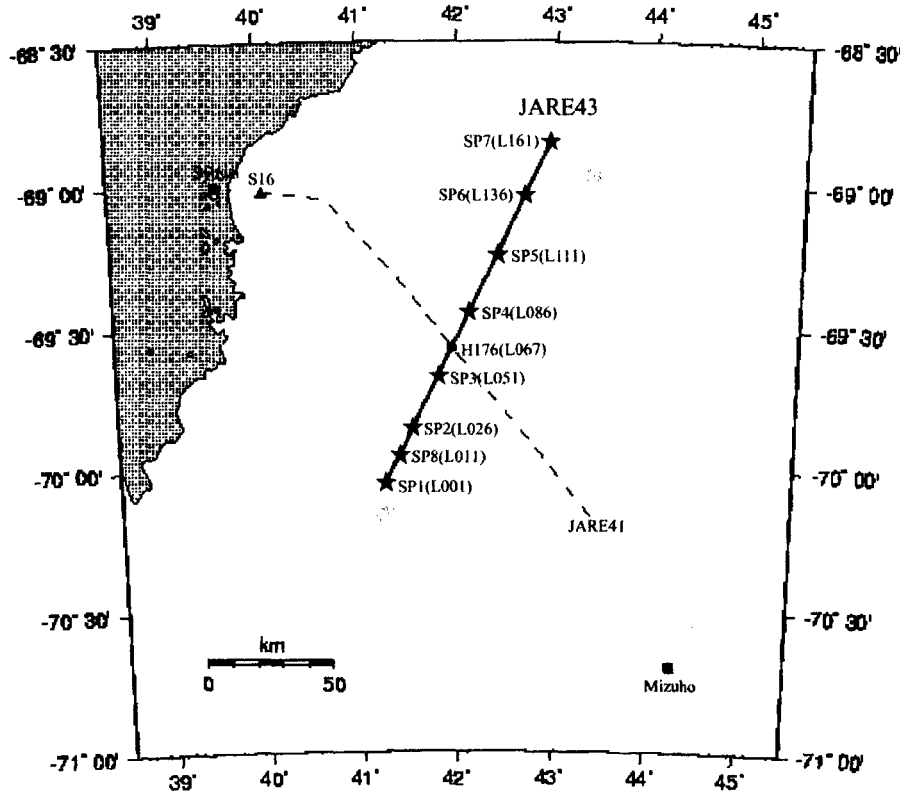 39° 40° 41° 42° 43° 44° 45°
-68° 30' -68° 30'
JARE43
SP7(L161)
S16
-69° 00' SP6(L136) -69° 00'
SP5(L111)
SP4(L086)
-69° 30' H176(L067) -69° 30'
SP3(L051)
SP2(L026)
SP8(L011)
-70° 00' SP1(L001) -70° 00'
JARE41
-70° 30' -70° 30'
km
0 50
Mizuho
-71° 00' -71° 00'
39° 40° 41° 42° 43° 44° 45°